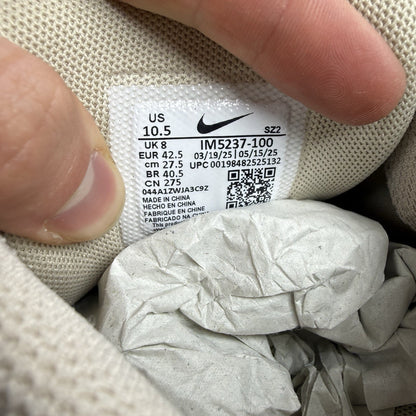 US
10.5 SZ2
UK 8 IM5237-100
EUR 42.5 03/19/25 | 05/15/25
cm 27.5 UPC 00198482525132
BR 40.5
CN 275
044A1ZWJA3C9Z
MADE IN CHINA
HECHO EN CHINA
FABRIQUE EN CHINE
FABRICADO NA CHINA
This